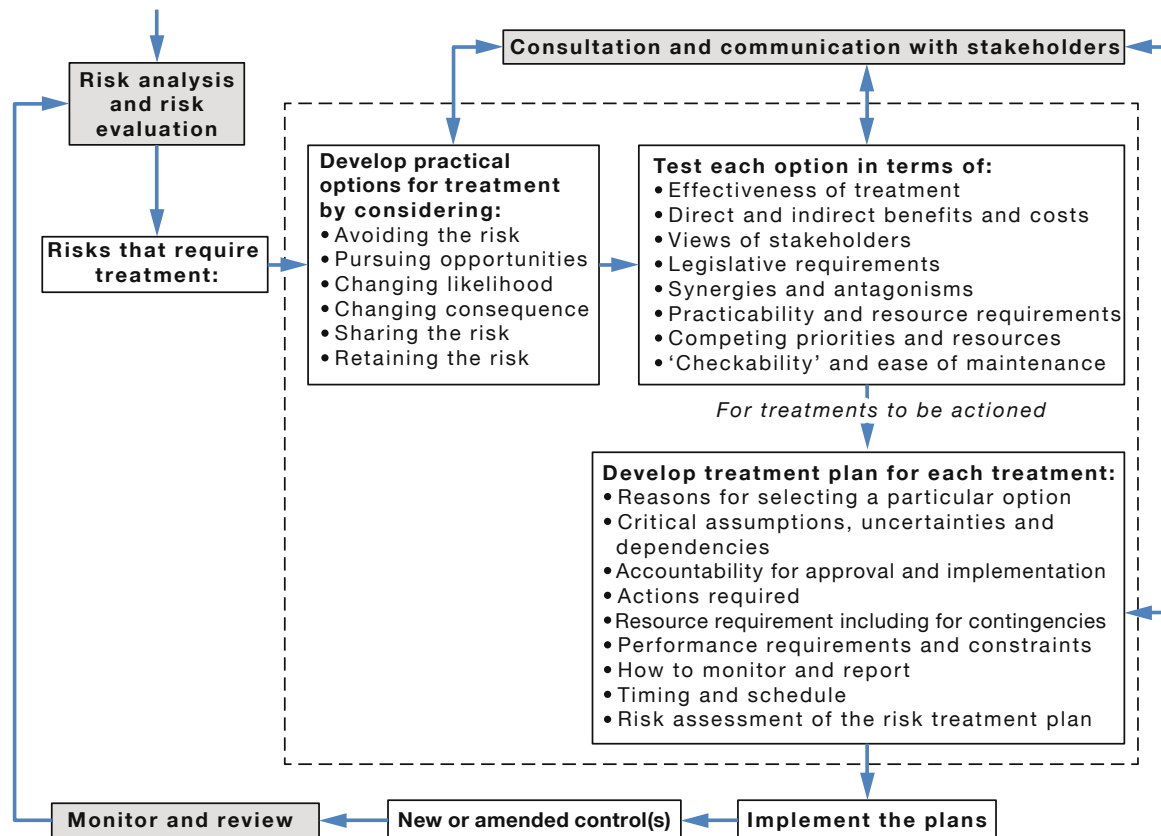 Consultation and communication with stakeholders
Risk analysis
and risk
evaluation
Risks that require
treatment:
Develop practical
options for treatment
by considering:
• Avoiding the risk
• Pursuing opportunities
• Changing likelihood
• Changing consequence
• Sharing the risk
• Retaining the risk
Test each option in terms of:
• Effectiveness of treatment
• Direct and indirect benefits and costs
• Views of stakeholders
• Legislative requirements
• Synergies and antagonisms
• Practicability and resource requirements
• Competing priorities and resources
• ‘Checkability’ and ease of maintenance
For treatments to be actioned
Develop treatment plan for each treatment:
• Reasons for selecting a particular option
• Critical assumptions, uncertainties and
dependencies
• Accountability for approval and implementation
• Actions required
• Resource requirement including for contingencies
• Performance requirements and constraints
• How to monitor and report
• Timing and schedule
• Risk assessment of the risk treatment plan
Monitor and review
New or amended control(s)
Implement the plans